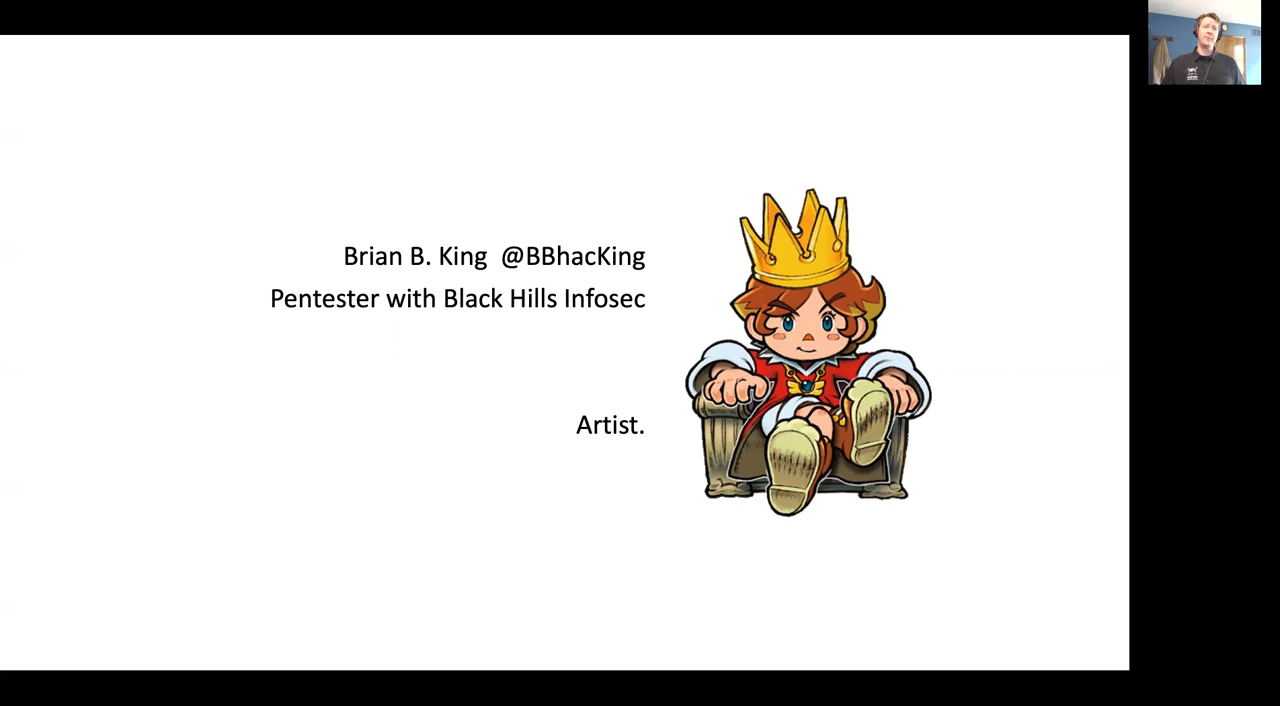 Brian B. King @BBhacKing
Pentester with Black Hills Infosec
Artist.